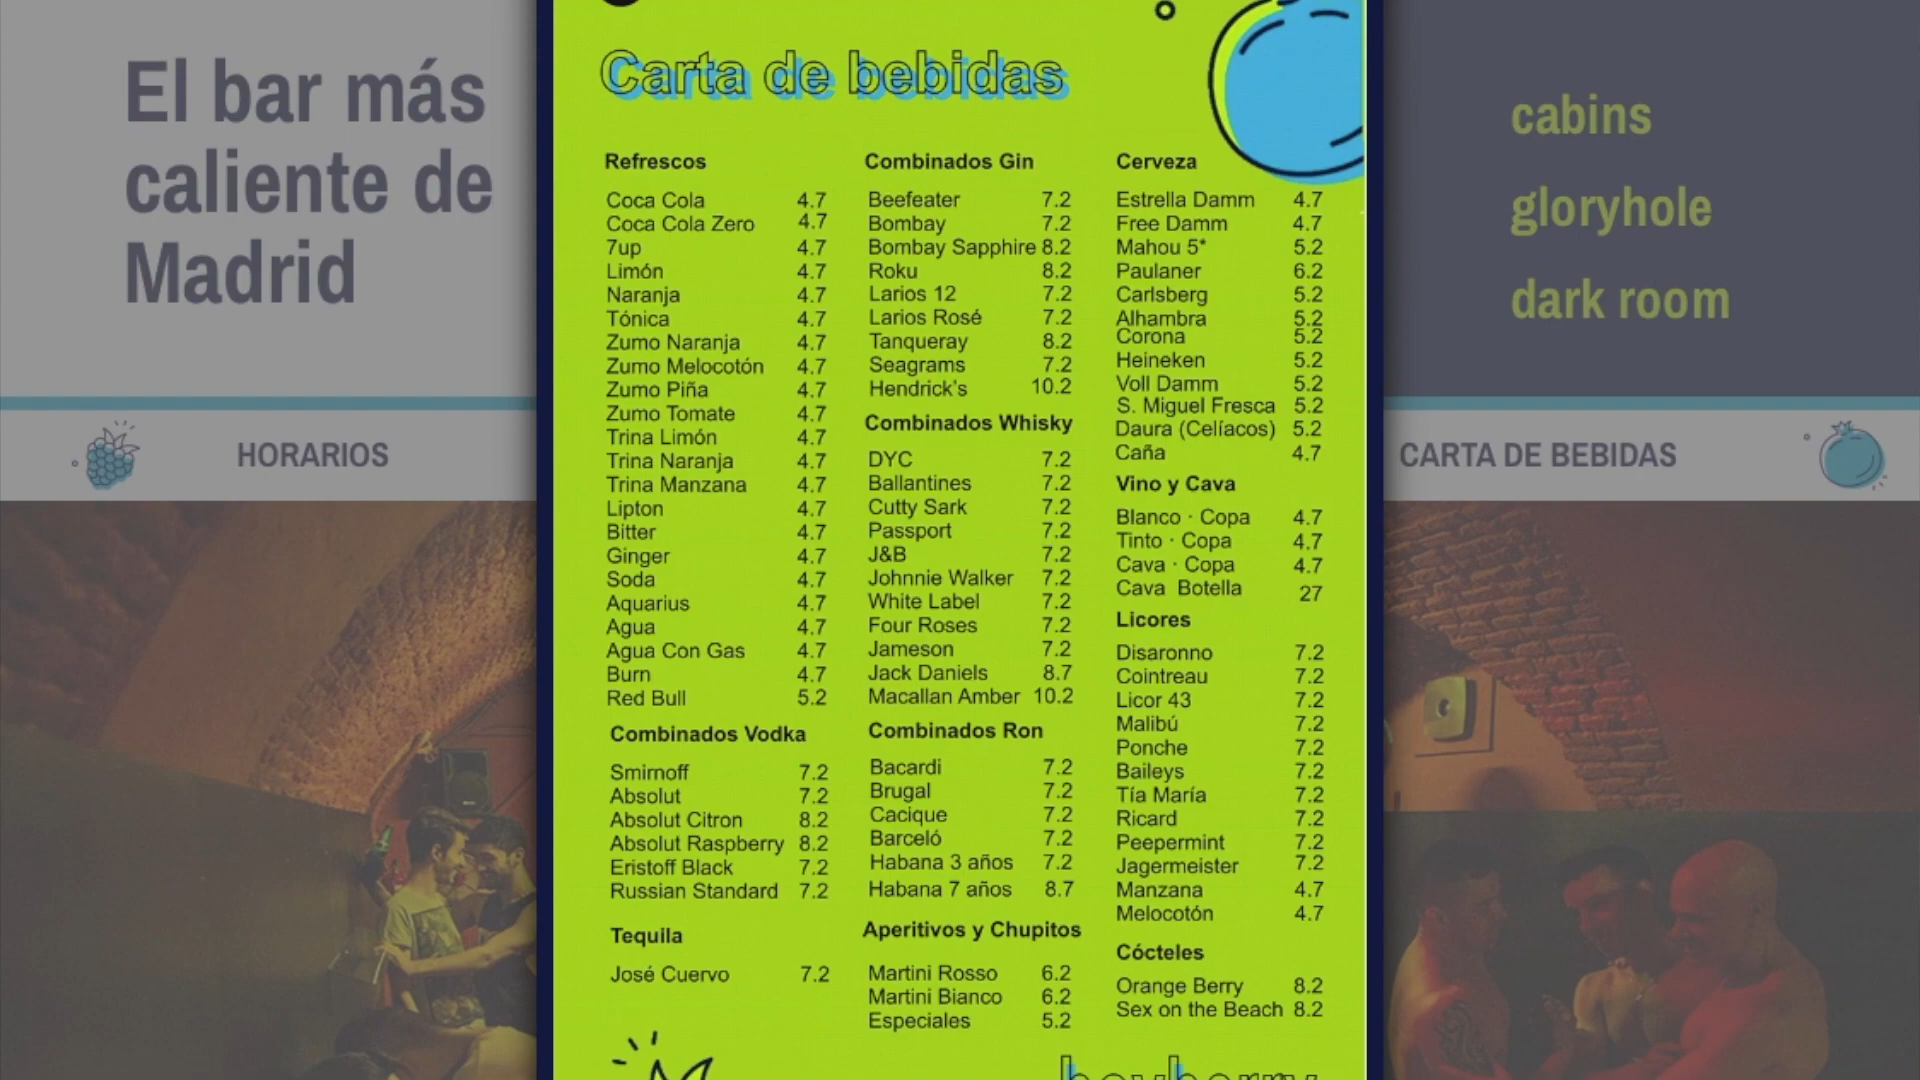 El bar más
caliente de
Madrid
HORARIOS
Carta de bebidas
Refrescos
Coca Cola 4.7
Coca Cola Zero 4.7
7up 4.7
Limón 4.7
Naranja 4.7
Tónica 4.7
Zumo Naranja 4.7
Zumo Melocotón 4.7
Zumo Piña 4.7
Zumo Tomate 4.7
Trina Limón 4.7
Trina Naranja 4.7
Trina Manzana 4.7
Lipton 4.7
Bitter 4.7
Ginger 4.7
Soda 4.7
Aquarius 4.7
Agua 4.7
Agua Con Gas 4.7
Burn 4.7
Red Bull 5.2
Combinados Vodka
Smirnoff 7.2
Absolut 7.2
Absolut Citron 8.2
Absolut Raspberry 8.2
Eristoff Black 7.2
Russian Standard 7.2
Tequila
José Cuervo 7.2
Combinados Gin
Beefeater 7.2
Bombay 7.2
Bombay Sapphire 8.2
Roku 8.2
Larios 12 7.2
Larios Rosé 7.2
Tanqueray 8.2
Seagrams 7.2
Hendrick's 10.2
Combinados Whisky
DYC 7.2
Ballantines 7.2
Cutty Sark 7.2
Passport 7.2
J&B 7.2
Johnnie Walker 7.2
White Label 7.2
Four Roses 7.2
Jameson 7.2
Jack Daniels 8.7
Macallan Amber 10.2
Combinados Ron
Bacardi 7.2
Brugal 7.2
Cacique 7.2
Barceló 7.2
Habana 3 años 7.2
Habana 7 años 8.7
Aperitivos y Chupitos
Martini Rosso 6.2
Martini Bianco 6.2
Especiales 5.2
Cerveza
Estrella Damm 4.7
Free Damm 4.7
Mahou 5* 5.2
Paulaner 6.2
Carlsberg 5.2
Alhambra 5.2
Corona 5.2
Heineken 5.2
Voll Damm 5.2
S. Miguel Fresca 5.2
Daura (Celíacos) 5.2
Caña 4.7
Vino y Cava
Blanco · Copa 4.7
Tinto · Copa 4.7
Cava · Copa 4.7
Cava Botella 27
Licores
Disaronno 7.2
Cointreau 7.2
Licor 43 7.2
Malibú 7.2
Ponche 7.2
Baileys 7.2
Tía María 7.2
Ricard 7.2
Peepermint 7.2
Jagermeister 7.2
Manzana 4.7
Melocotón 4.7
Cócteles
Orange Berry 8.2
Sex on the Beach 8.2
boyberry
cabins
gloryhole
dark room
CARTA DE BEBIDAS